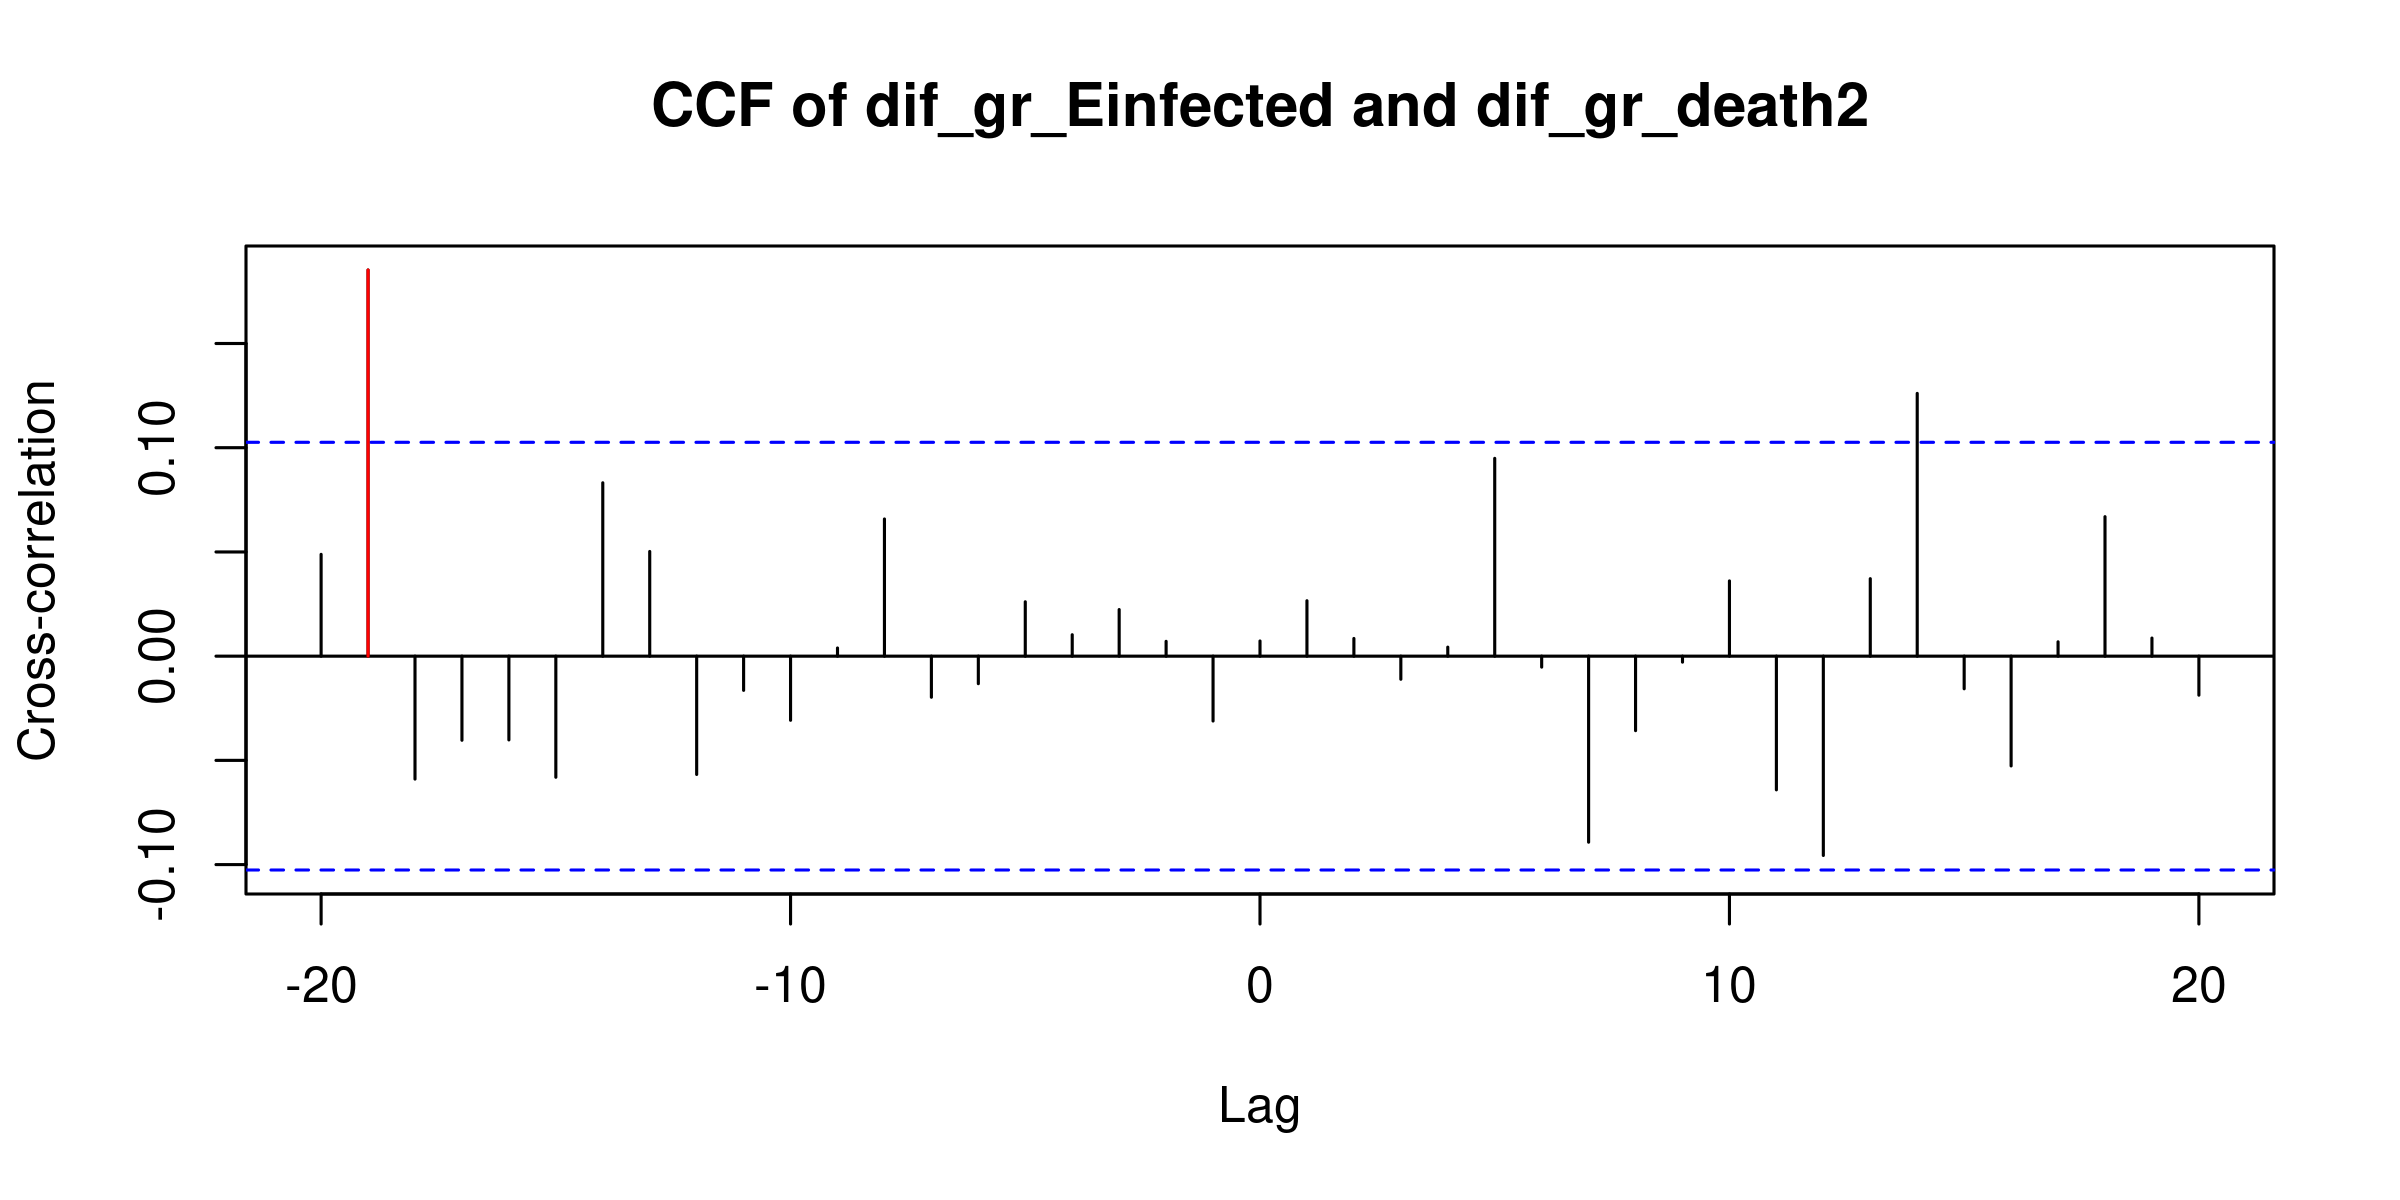 CCF of dif_gr_Einfected and dif_gr_death2
Cross-correlation
0.10
0.00
-0.10
-20 -10 0 10 20
Lag